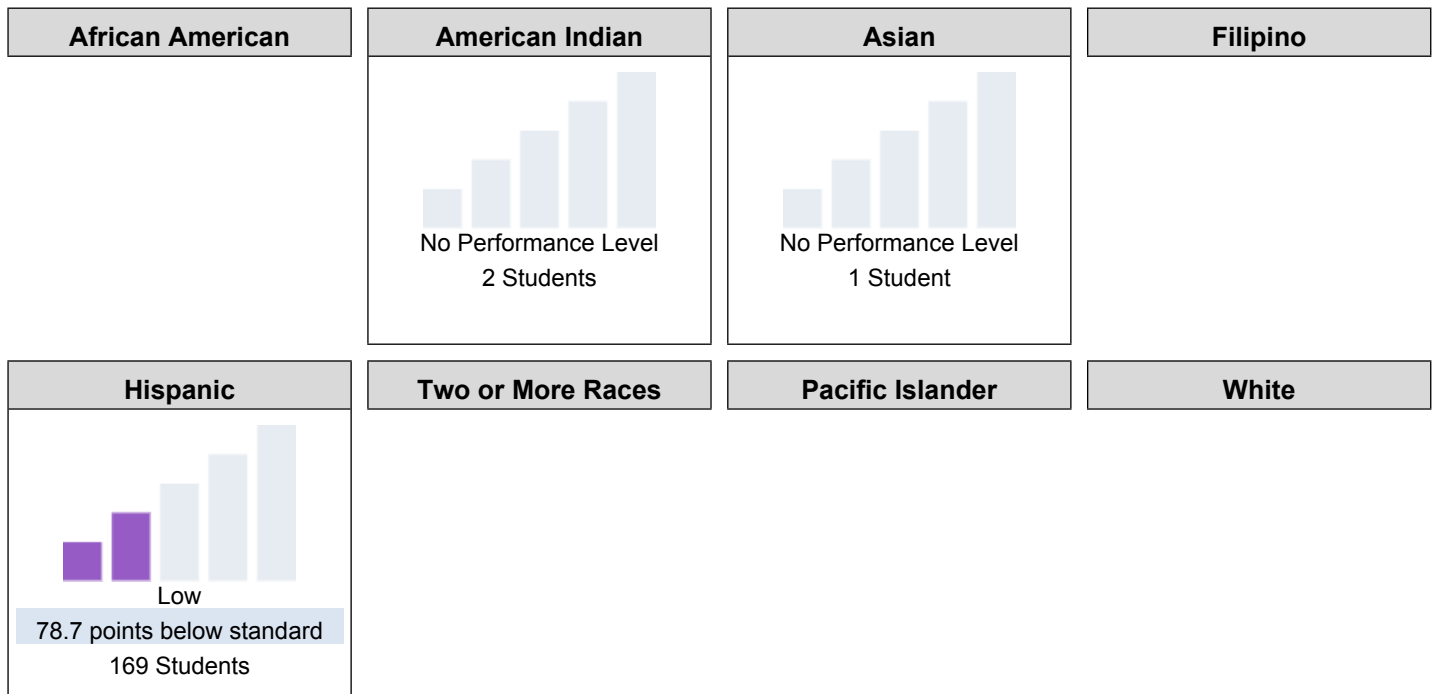 African American
American Indian
Asian
Filipino
No Performance Level
2 Students
No Performance Level
1 Student
Hispanic
Two or More Races
Pacific Islander
White
Low
78.7 points below standard
169 Students